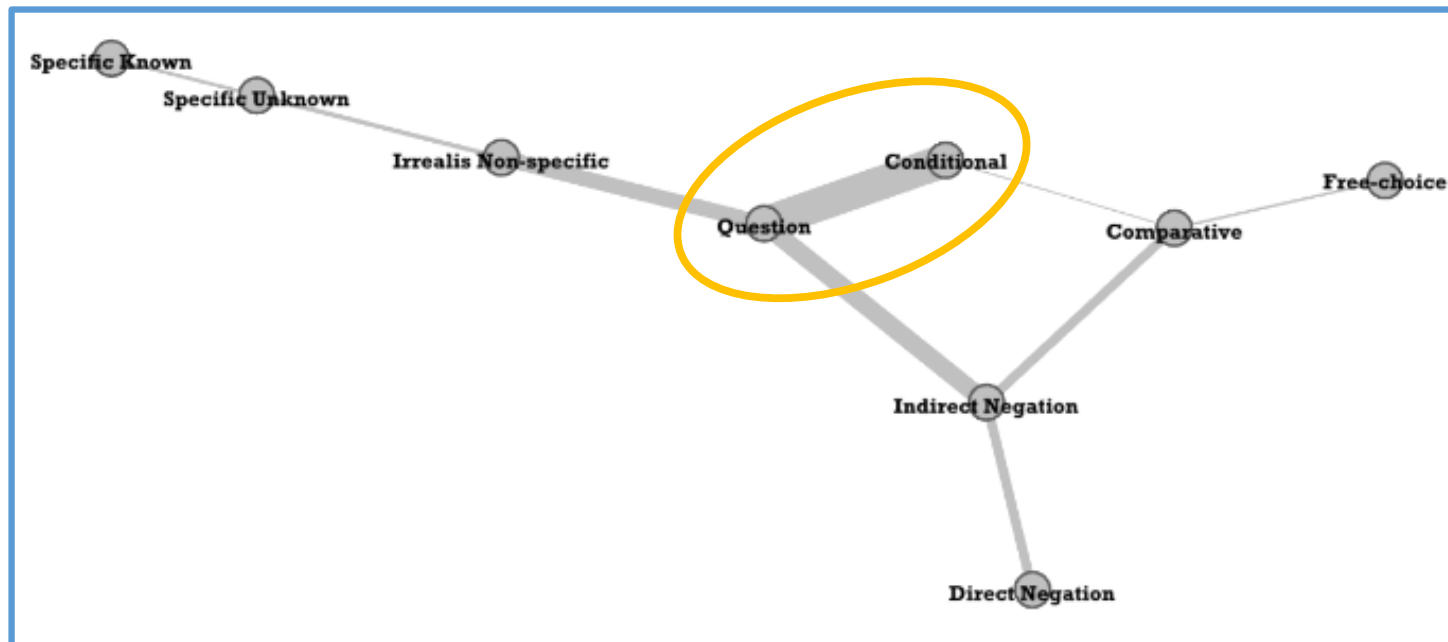 Specific Known
Specific Unknown
Irrealis Non-specific
Conditional
Free-choice
Question
Comparative
Indirect Negation
Direct Negation